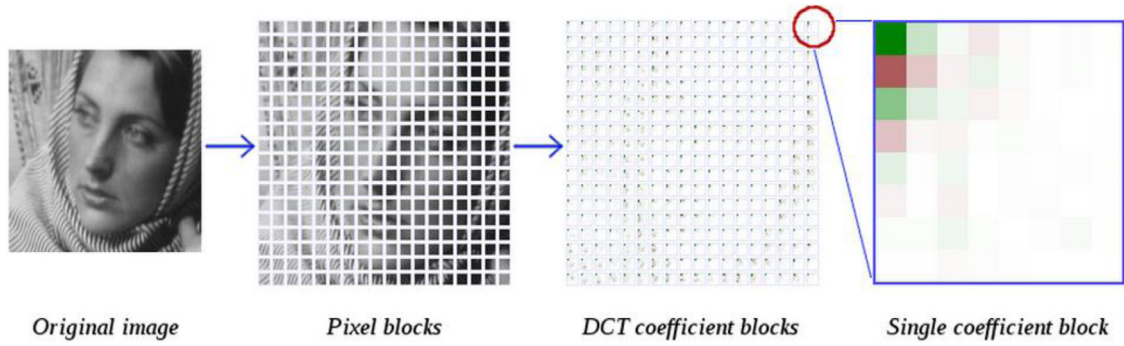 Original image
Pixel blocks
DCT coefficient blocks
Single coefficient block